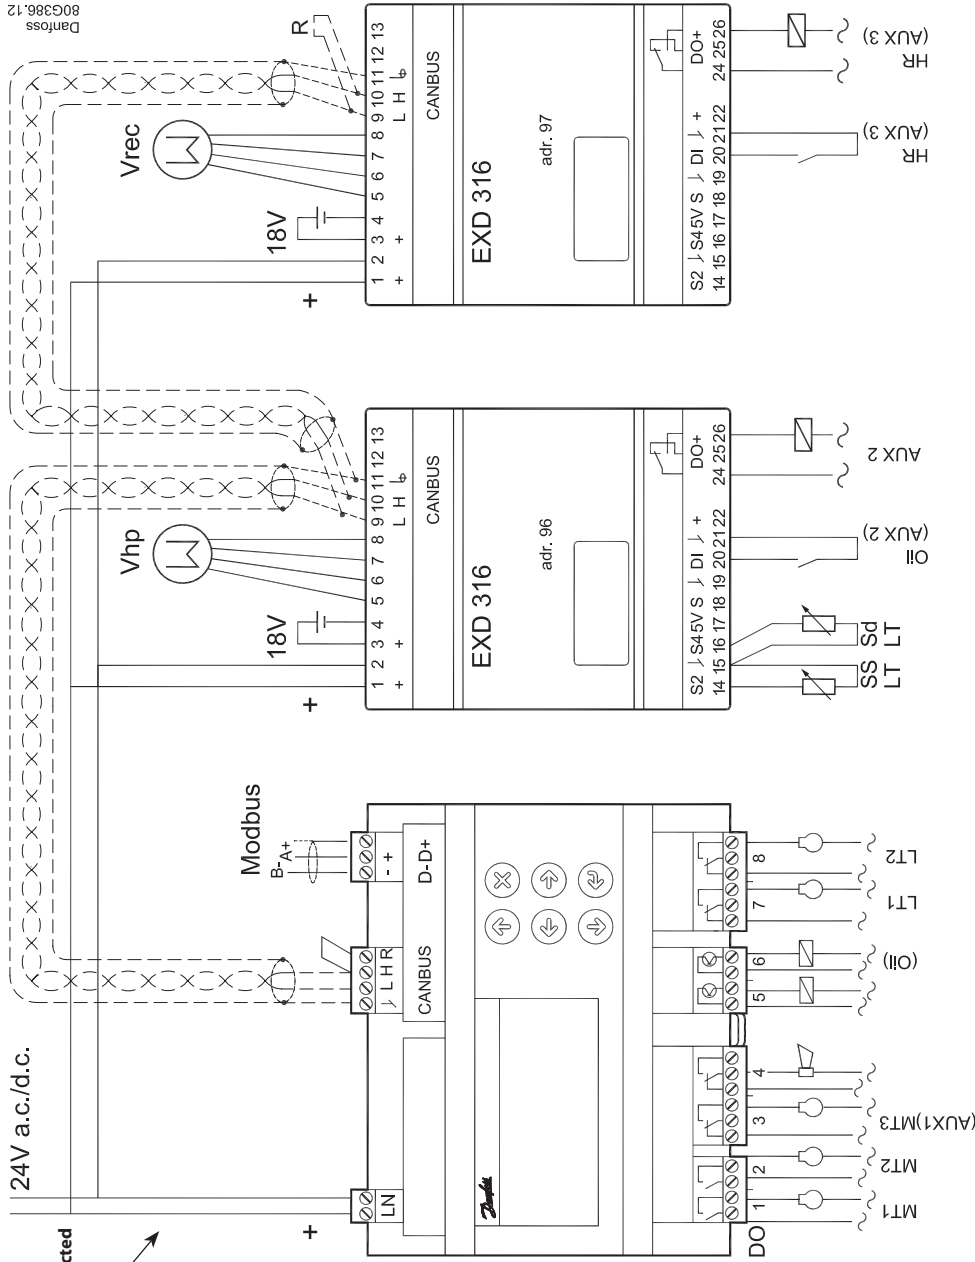 Danfoss
80G386.12
24V a.c./d.c.
cted
R
Vrec
18V
+
1 2 3 4 5 6 7 8 9 10 11 12 13
+ + L H
CANBUS
EXD 316
adr. 97
DO+
S2 S4 5V S DI +
14 15 16 17 18 19 20 21 22 24 25 26
HR
(AUX 3)
HR
(AUX 3)
Vhp
18V
+
1 2 3 4 5 6 7 8 9 10 11 12 13
+ + L H
CANBUS
EXD 316
adr. 96
DO+
S2 S4 5V S DI +
14 15 16 17 18 19 20 21 22 24 25 26
SS
LT
Sd
LT
Oil
(AUX 2)
AUX 2
Modbus
B- A+
- +
D- D+
L H R
CANBUS
+
L N
Danfoss
DO
1 2 3 4 5 6 7 8
MT1
MT2
(AUX1)MT3
(Oil)
LT1
LT2